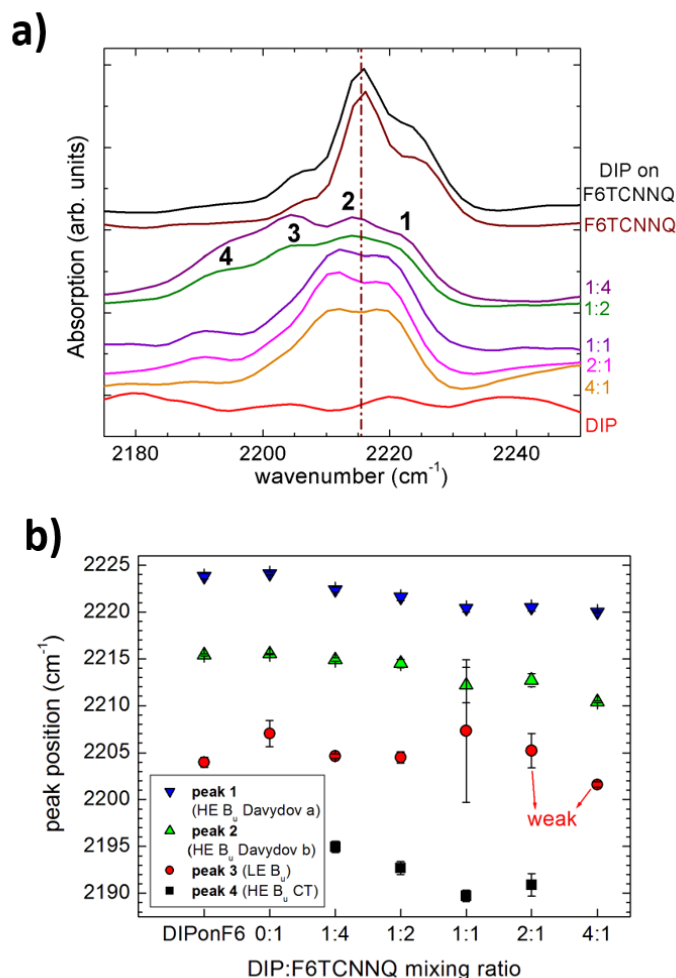 a)
Absorption (arb. units)
1
2
3
4
DIP on
F6TCNNQ
F6TCNNQ
1:4
1:2
1:1
2:1
4:1
DIP
2180 2200 2220 2240
wavenumber (cm⁻¹)
b)
peak position (cm⁻¹)
2225
2220
2215
2210
2205
2200
2195
2190
weak
peak 1
(HE Bᵤ Davydov a)
peak 2
(HE Bᵤ Davydov b)
peak 3 (LE Bᵤ)
peak 4 (HE Bᵤ CT)
DIPonF6 0:1 1:4 1:2 1:1 2:1 4:1
DIP:F6TCNNQ mixing ratio